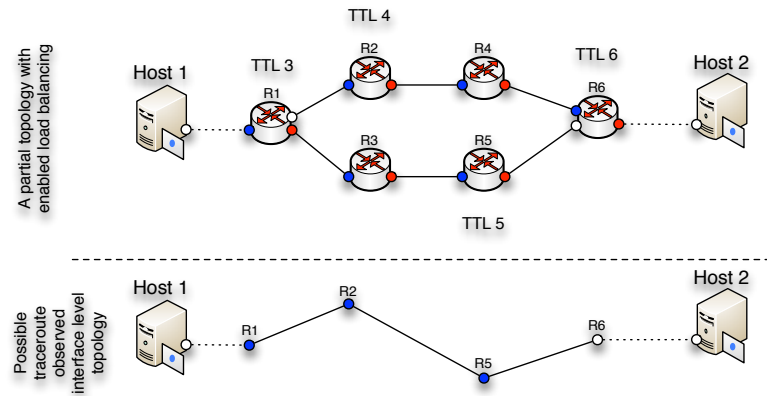 A partial topology with
enabled load balancing
TTL 4
Host 1
TTL 3
R1
R2
R4
TTL 6
R6
Host 2
R3
R5
TTL 5
Possible
traceroute
observed
interface level
topology
Host 1
R1
R2
R5
R6
Host 2